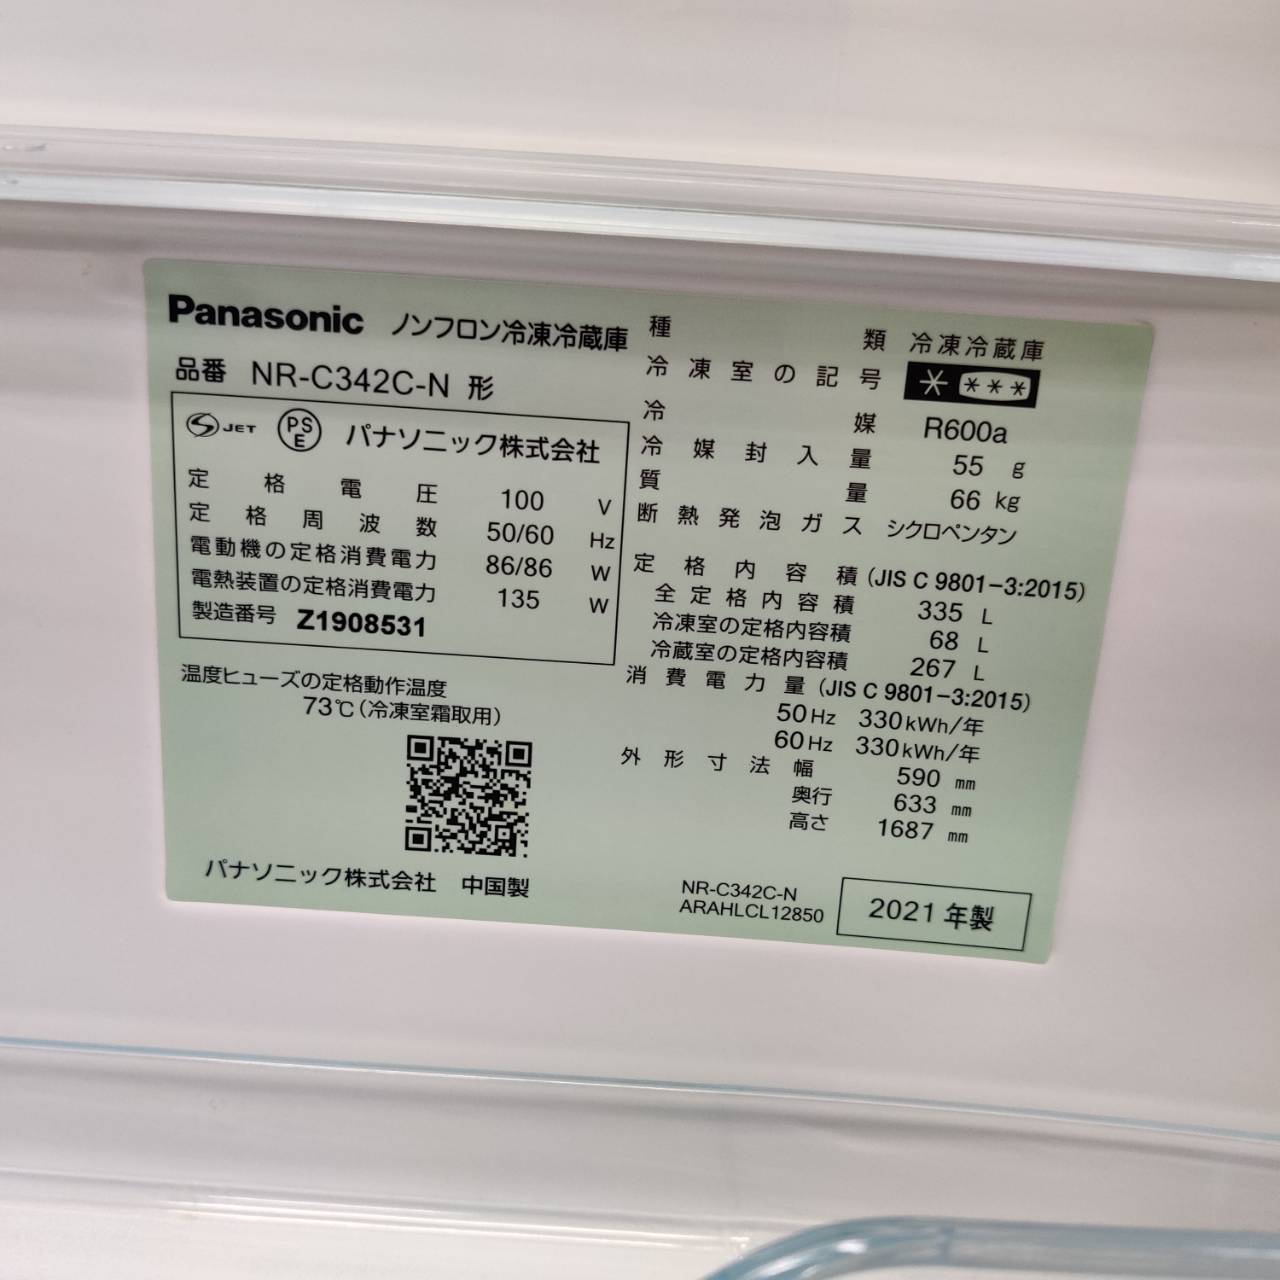 Panasonic ノンフロン冷凍冷蔵庫
品番 NR-C342C-N 形
S JET PSE パナソニック株式会社
定格電圧 100 V
定格周波数 50/60 Hz
電動機の定格消費電力 86/86 W
電熱装置の定格消費電力 135 W
製造番号 Z1908531
温度ヒューズの定格動作温度
73℃(冷凍室霜取用)
パナソニック株式会社 中国製
種類 冷凍冷蔵庫
冷凍室の記号 * ***
冷媒 R600a
冷媒封入量 55 g
質量 66 kg
断熱発泡ガス シクロペンタン
定格内容積 (JIS C 9801-3:2015)
全定格内容積 335 L
冷凍室の定格内容積 68 L
冷蔵室の定格内容積 267 L
消費電力量 (JIS C 9801-3:2015)
50Hz 330kWh/年
60Hz 330kWh/年
外形寸法 幅 590 mm
奥行 633 mm
高さ 1687 mm
NR-C342C-N
ARAHLCL12850
2021 年製